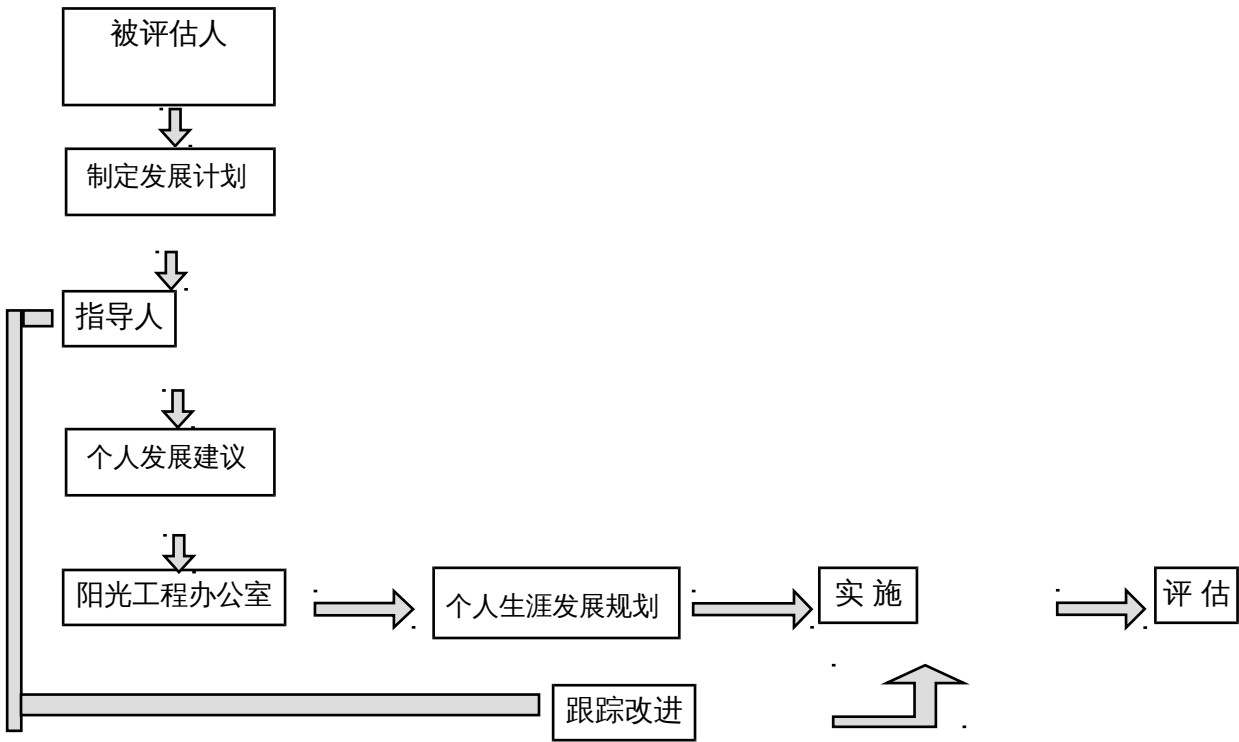 被评估人
制定发展计划
指导人
个人发展建议
阳光工程办公室
个人生涯发展规划
实 施
评 估
跟踪改进